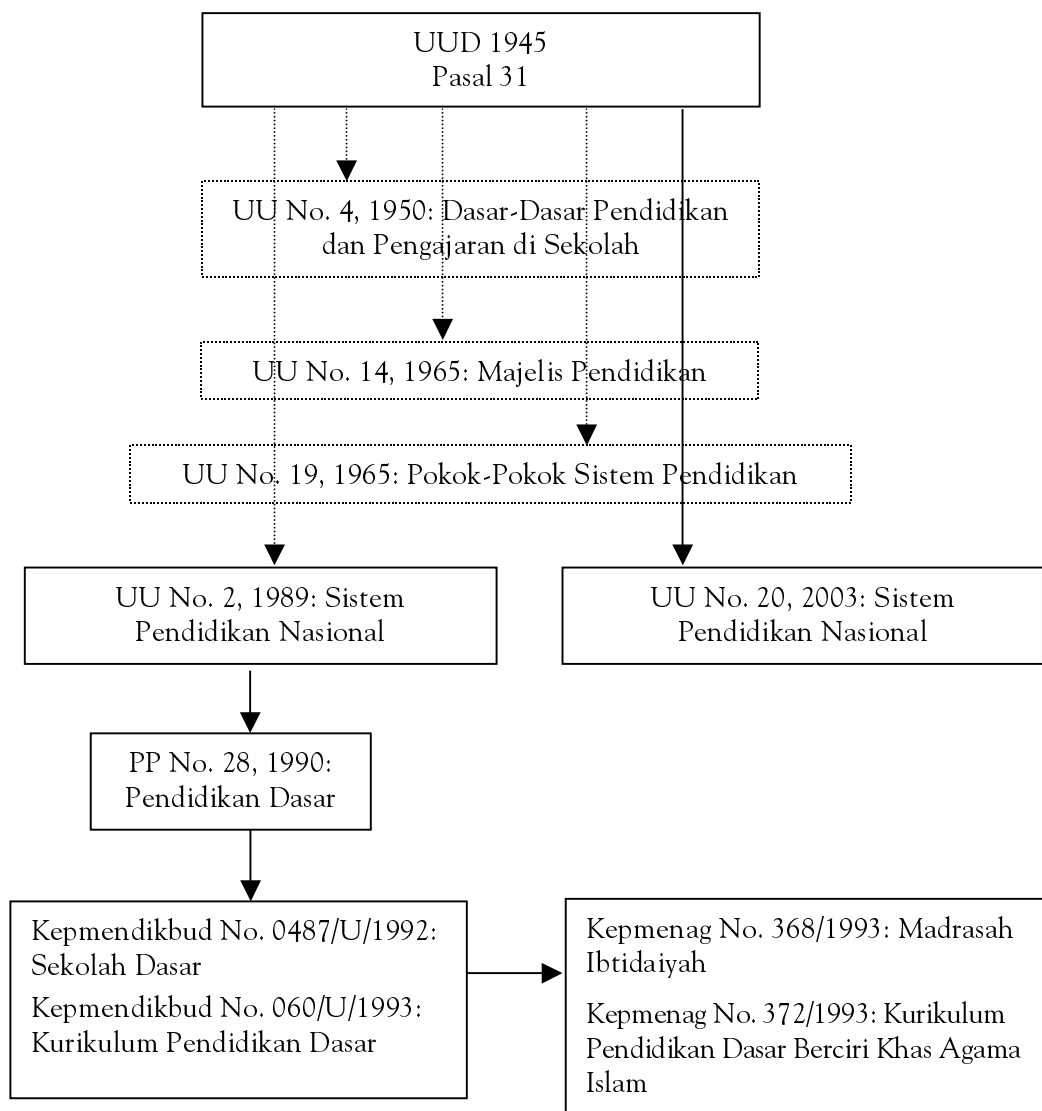 UUD 1945
Pasal 31
UU No. 4, 1950: Dasar-Dasar Pendidikan
dan Pengajaran di Sekolah
UU No. 14, 1965: Majelis Pendidikan
UU No. 19, 1965: Pokok-Pokok Sistem Pendidikan
UU No. 2, 1989: Sistem
Pendidikan Nasional
UU No. 20, 2003: Sistem
Pendidikan Nasional
PP No. 28, 1990:
Pendidikan Dasar
Kepmendikbud No. 0487/U/1992:
Sekolah Dasar
Kepmendikbud No. 060/U/1993:
Kurikulum Pendidikan Dasar
Kepmenag No. 368/1993: Madrasah
Ibtidaiyah
Kepmenag No. 372/1993: Kurikulum
Pendidikan Dasar Berciri Khas Agama
Islam